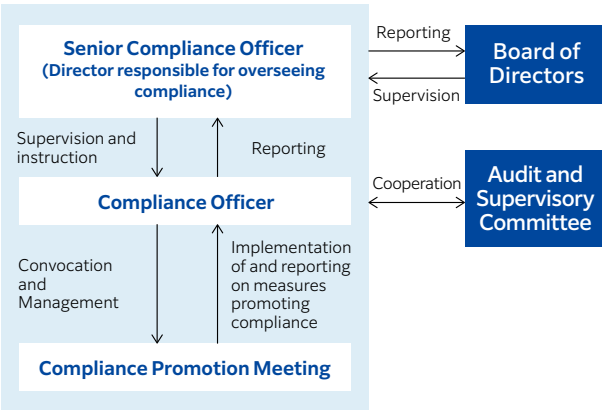 Senior Compliance Officer
(Director responsible for overseeing
compliance)
Reporting
Supervision
Board of
Directors
Supervision and
instruction
Reporting
Compliance Officer
Cooperation
Audit and
Supervisory
Committee
Convocation
and
Management
Implementation
of and reporting
on measures
promoting
compliance
Compliance Promotion Meeting